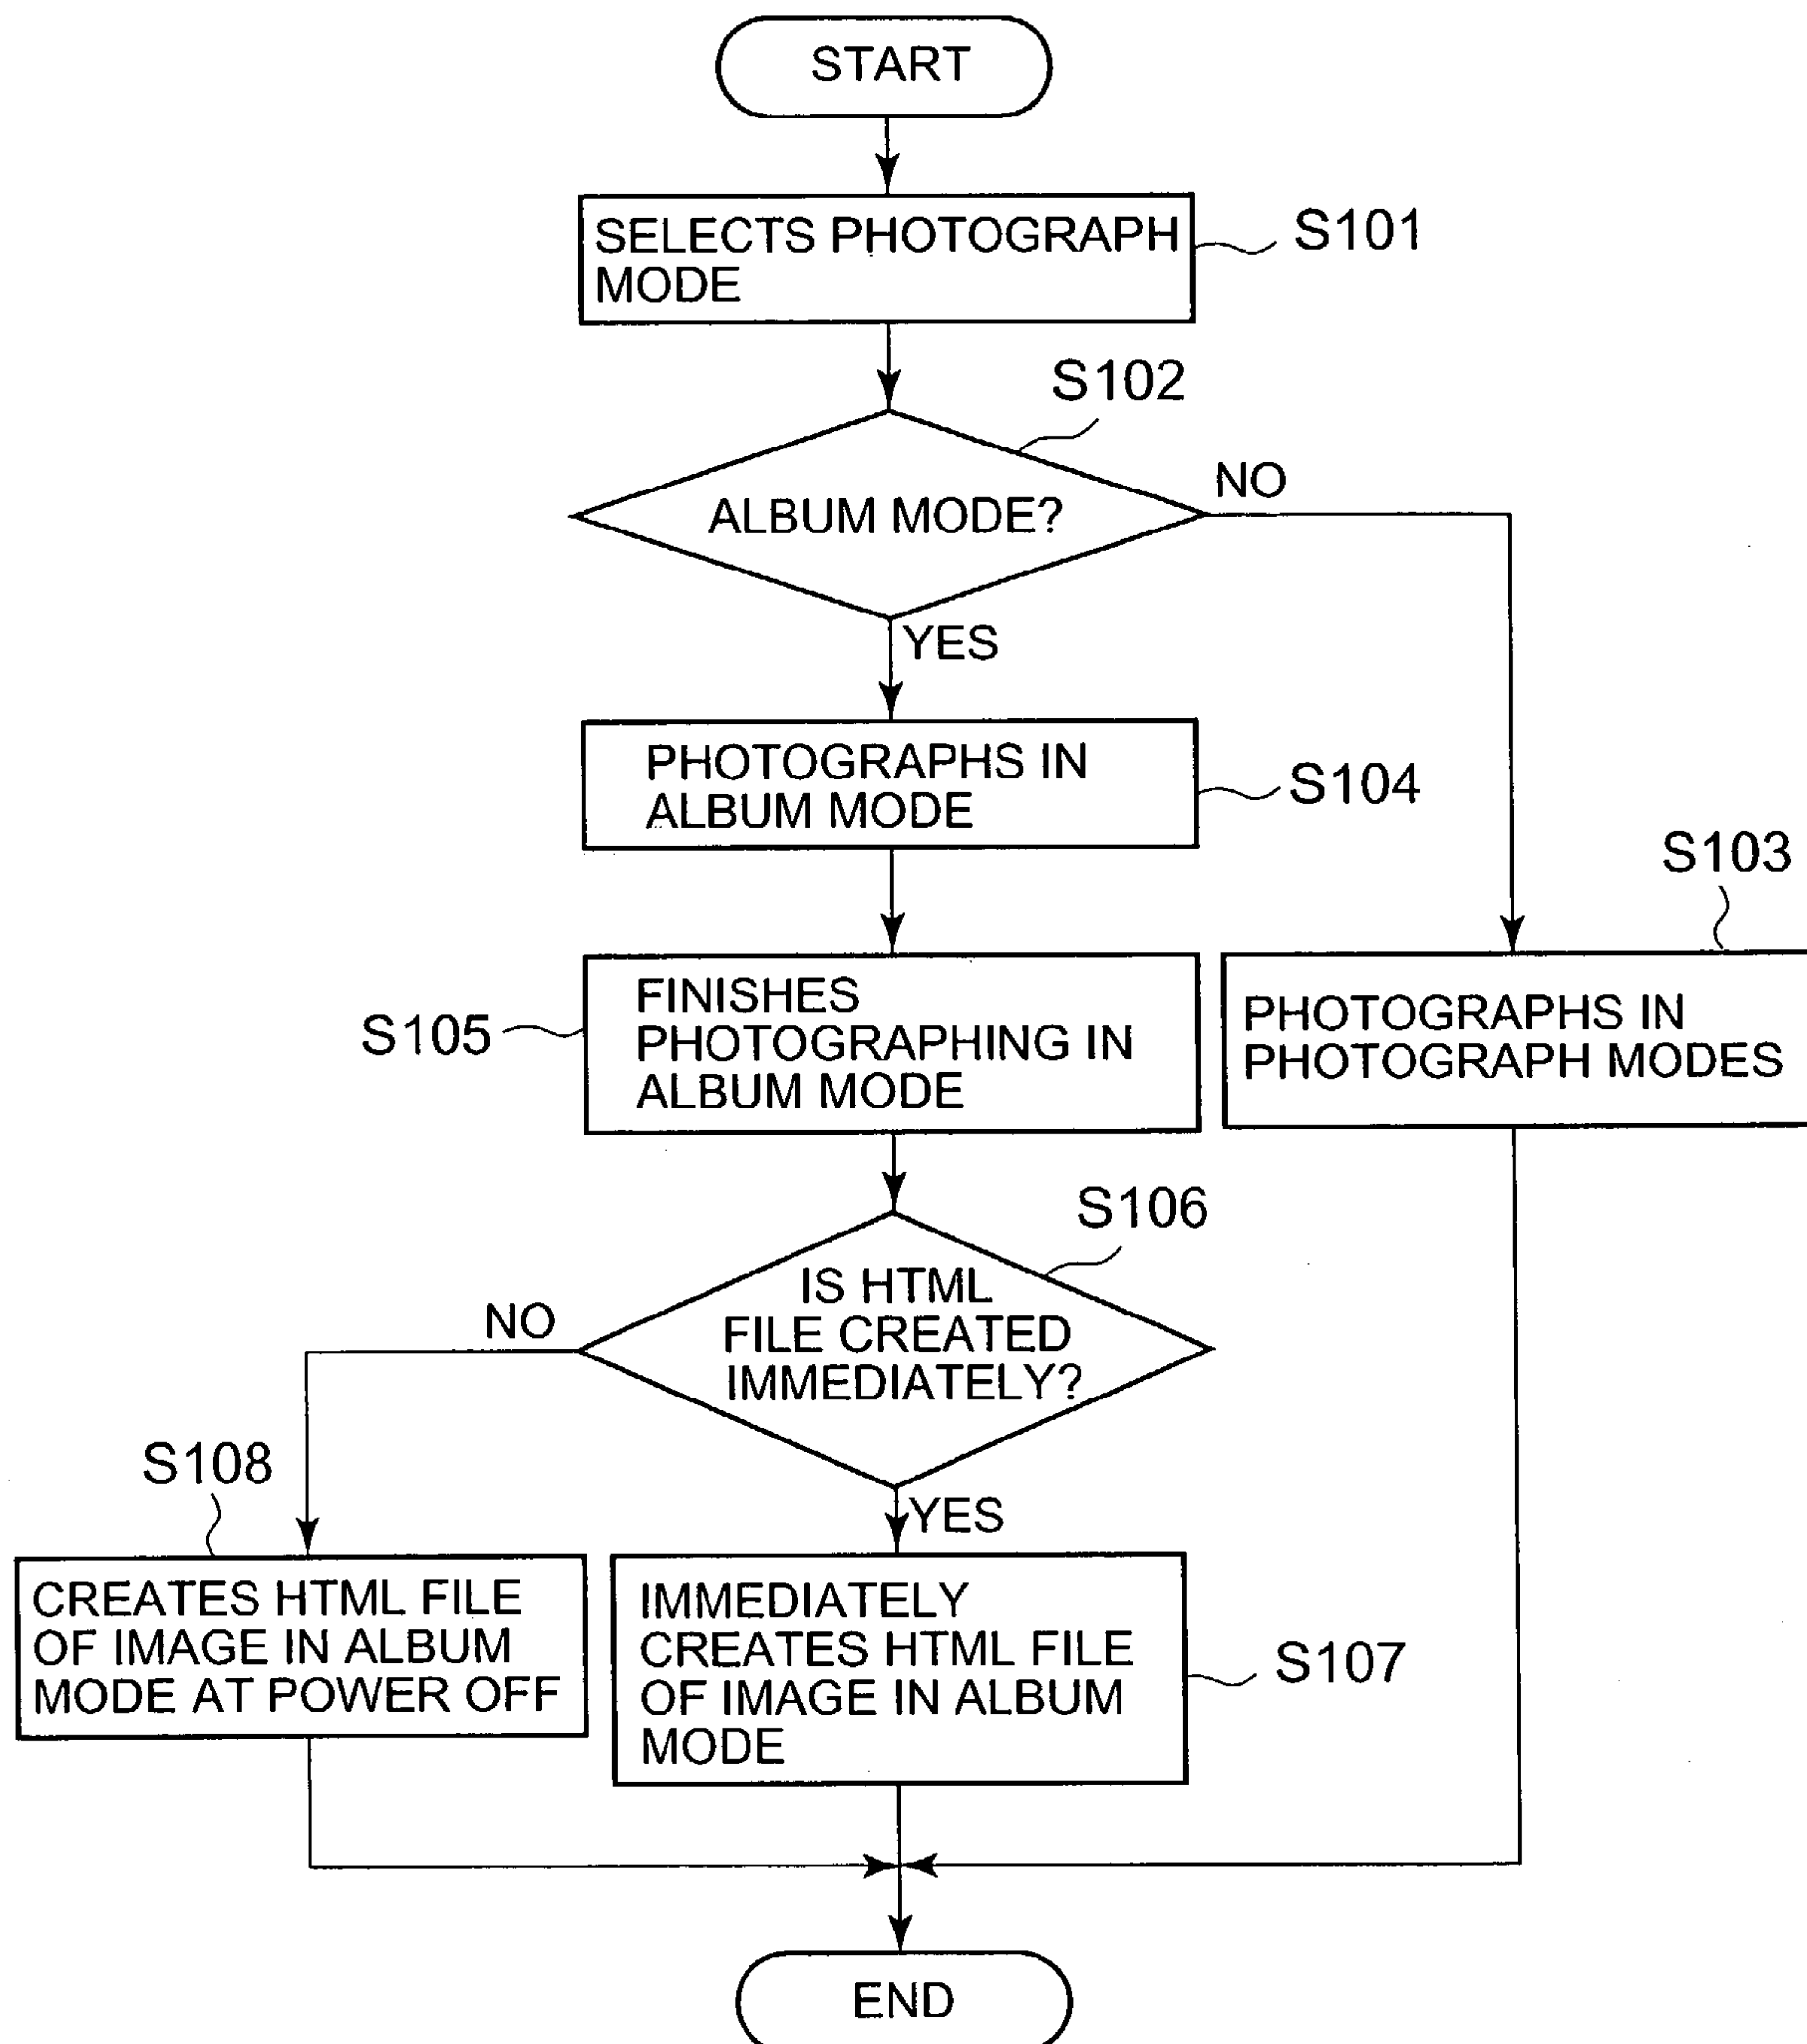 START
SELECTS PHOTOGRAPH
MODE
S101
S102
ALBUM MODE?
NO
YES
PHOTOGRAPHS IN
ALBUM MODE
S104
S103
PHOTOGRAPHS IN
PHOTOGRAPH MODES
S105
FINISHES
PHOTOGRAPHING IN
ALBUM MODE
S106
IS HTML
FILE CREATED
IMMEDIATELY?
NO
YES
S108
CREATES HTML FILE
OF IMAGE IN ALBUM
MODE AT POWER OFF
IMMEDIATELY
CREATES HTML FILE
OF IMAGE IN ALBUM
MODE
S107
END